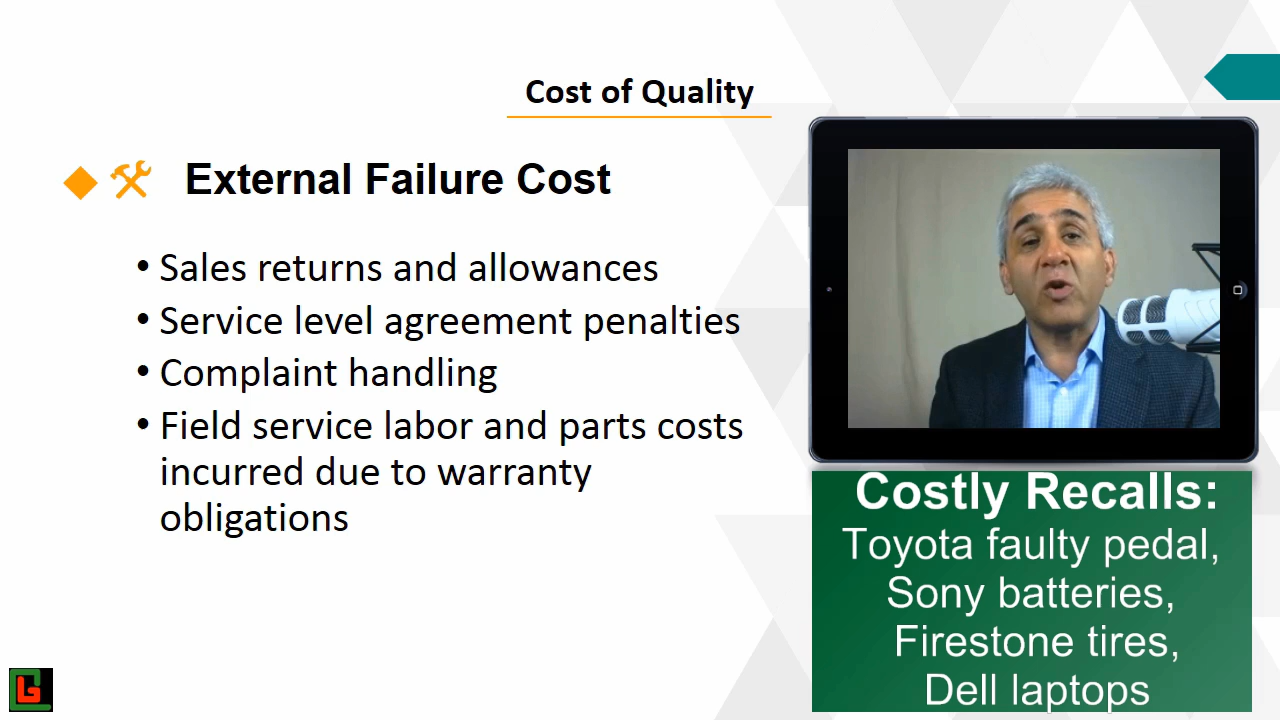 Cost of Quality
External Failure Cost
• Sales returns and allowances
• Service level agreement penalties
• Complaint handling
• Field service labor and parts costs
incurred due to warranty
obligations
Costly Recalls:
Toyota faulty pedal,
Sony batteries,
Firestone tires,
Dell laptops